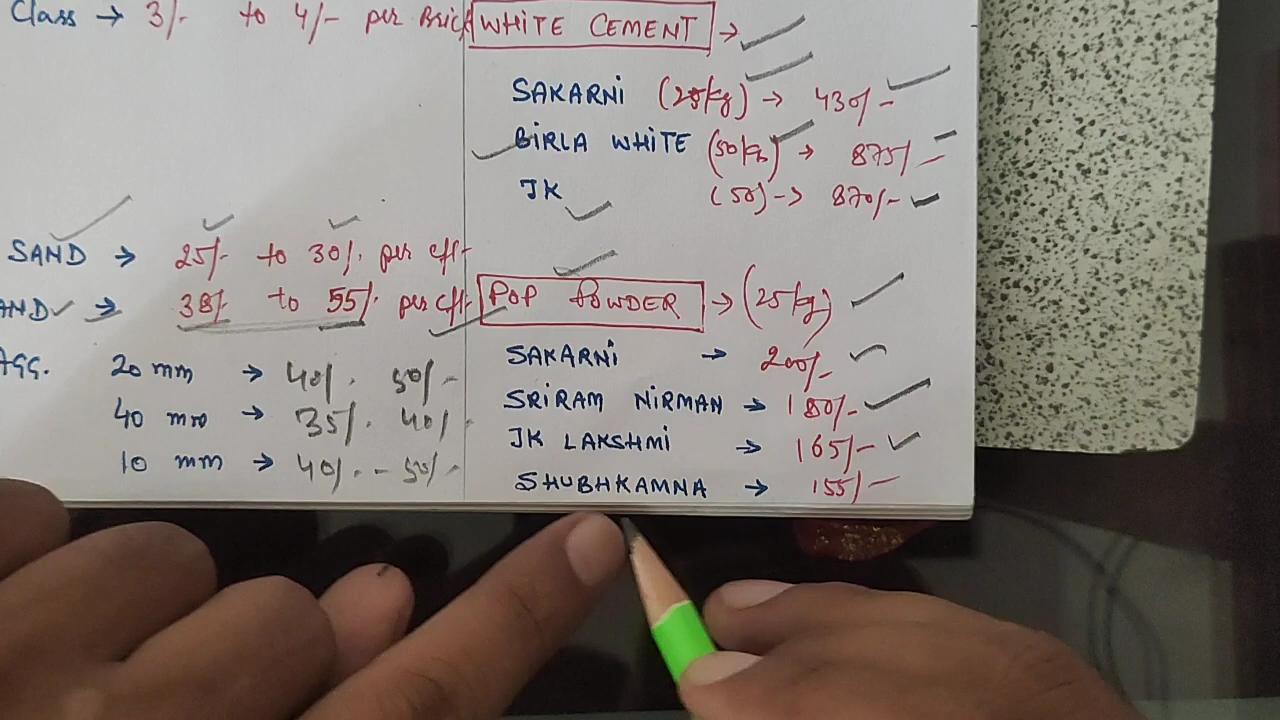 Class → 3/- to 4/- per Brick
SAND → 25/- to 30/. per cft
AND → 38/- to 55/. per cft
Agg. 20 mm → 40/. 50/-
40 mm → 35/. 40/.
10 mm → 40/. - 50/-
WHITE CEMENT →
SAKARNI (25kg) → 430/-
BIRLA WHITE (50kg) → 875/-
JK (50) → 870/-
POP POWDER → (25kg)
SAKARNI → 200/-
SRIRAM NIRMAN → 180/-
JK LAKSHMI → 165/-
SHUBHKAMNA → 155/-